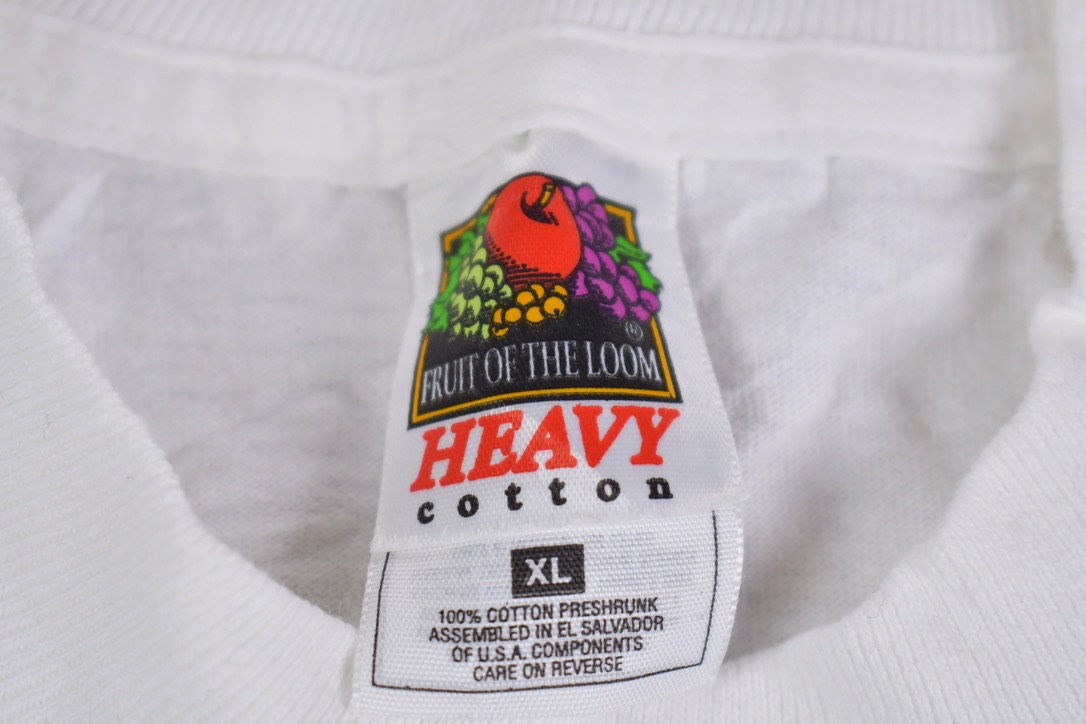 ®
FRUIT OF THE LOOM
HEAVY
cotton
XL
100% COTTON PRESHRUNK
ASSEMBLED IN EL SALVADOR
OF U.S.A. COMPONENTS
CARE ON REVERSE